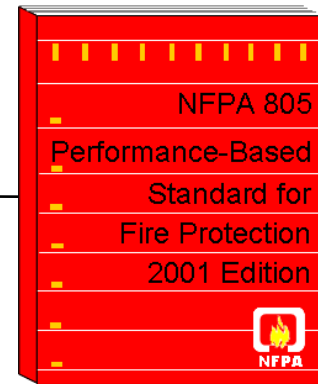 NFPA 805
Performance-Based
Standard for
Fire Protection
2001 Edition
NFPA